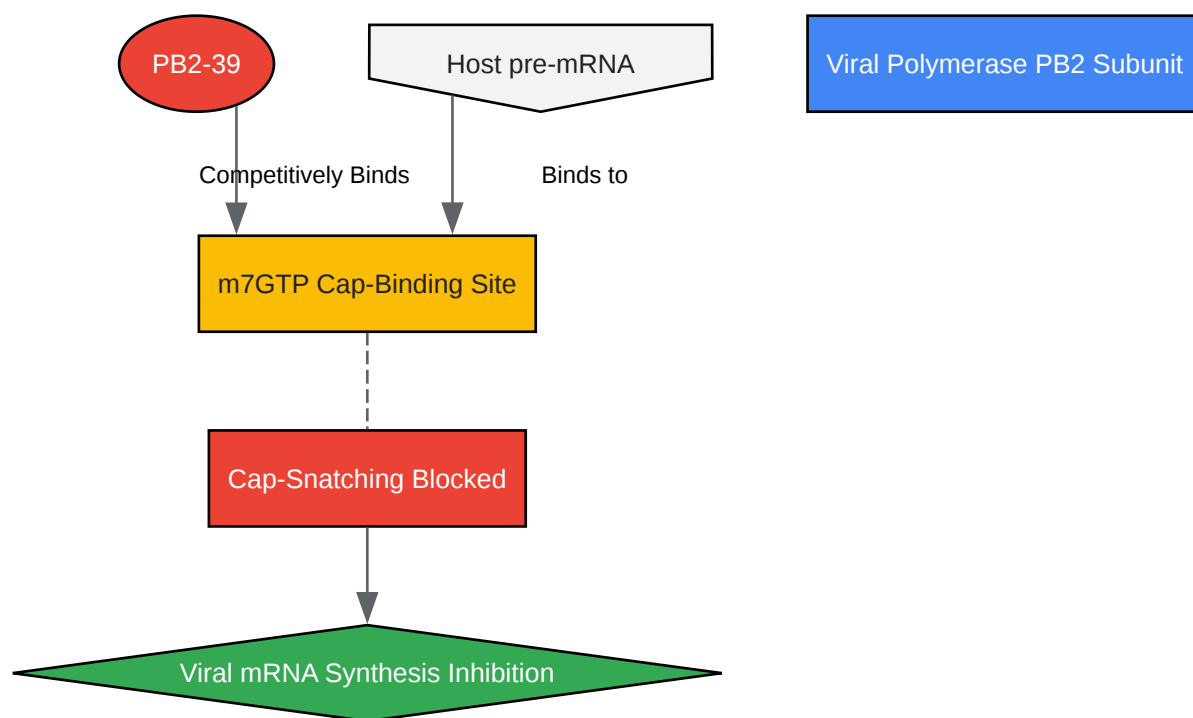 PB2-39
Host pre-mRNA
Viral Polymerase PB2 Subunit
Competitively Binds
Binds to
m7GTP Cap-Binding Site
Cap-Snatching Blocked
Viral mRNA Synthesis Inhibition